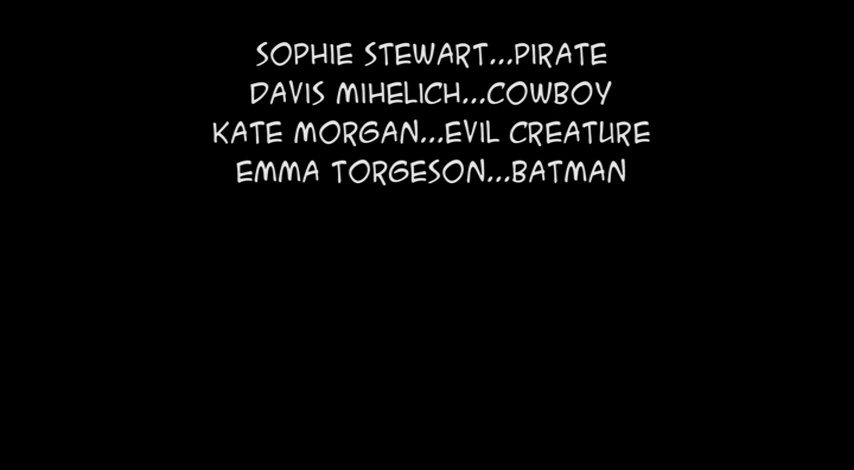 SOPHIE STEWART...PIRATE
DAVIS MIHELICH...COWBOY
KATE MORGAN...EVIL CREATURE
EMMA TORGESON...BATMAN